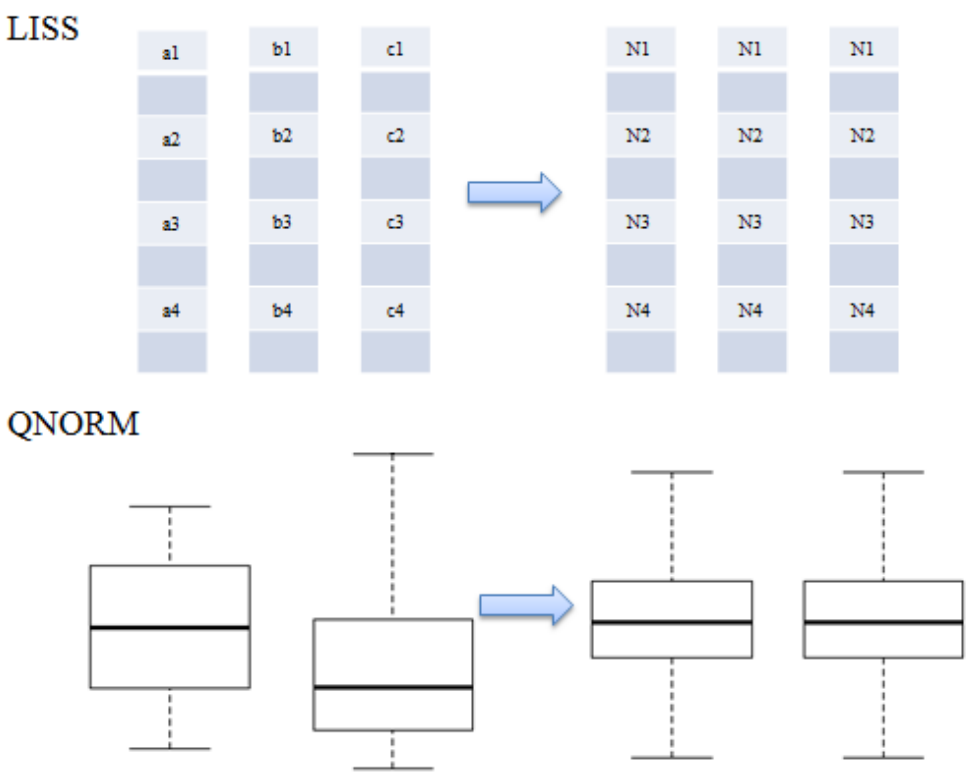 LISS
a1 b1 c1 N1 N1 N1
a2 b2 c2 N2 N2 N2
a3 b3 c3 N3 N3 N3
a4 b4 c4 N4 N4 N4
QNORM